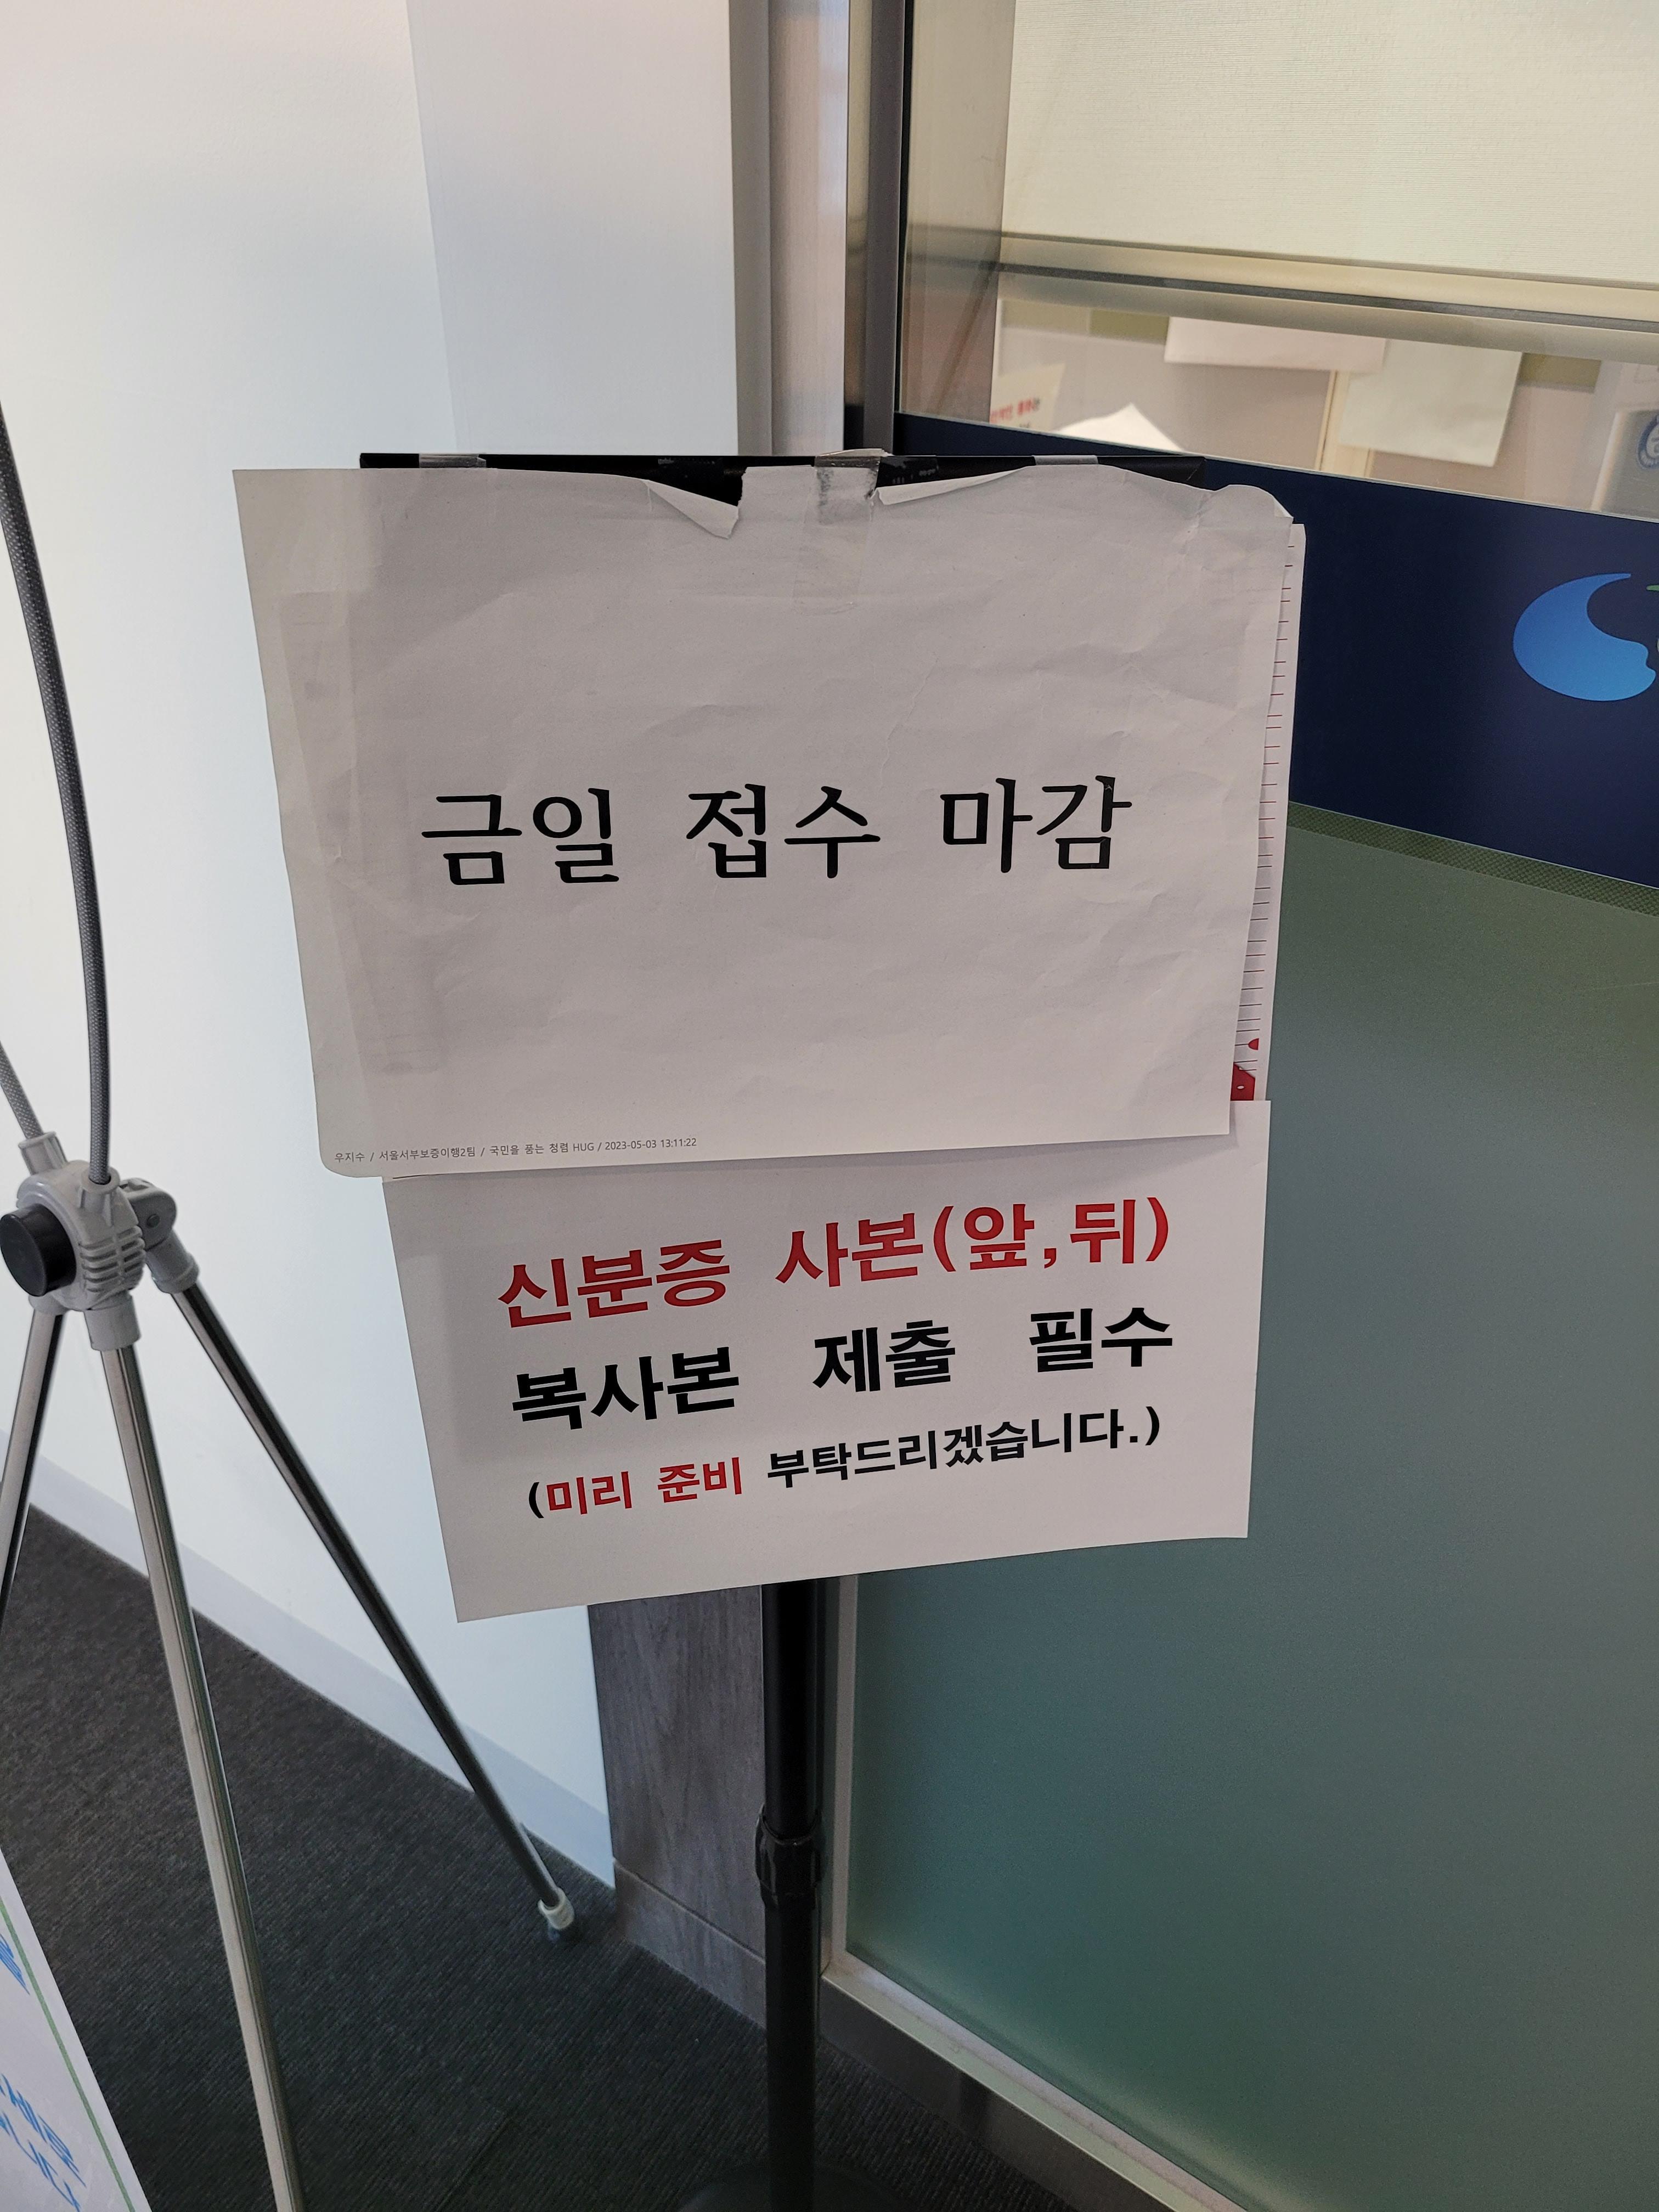 금일 접수 마감
우지수 / 서울서부보증이행2팀 / 국민을 품는 청렴 HUG / 2023-05-03 13:11:22
신분증 사본(앞,뒤)
복사본 제출 필수
(미리 준비 부탁드리겠습니다.)